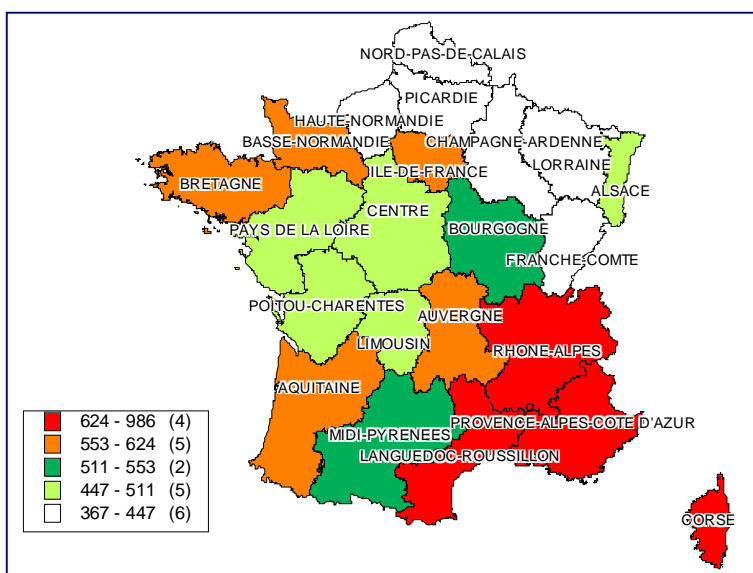 NORD-PAS-DE-CALAIS
PICARDIE
HAUTE-NORMANDIE
BASSE-NORMANDIE
CHAMPAGNE-ARDENNE
LORRAINE
ILE-DE-FRANCE
ALSACE
BRETAGNE
CENTRE
PAYS DE LA LOIRE
BOURGOGNE
FRANCHE-COMTE
POITOU-CHARENTES
AUVERGNE
LIMOUSIN
RHONE-ALPES
AQUITAINE
PROVENCE-ALPES-COTE D'AZUR
MIDI-PYRENEES
LANGUEDOC-ROUSSILLON
CORSE
624 - 986 (4)
553 - 624 (5)
511 - 553 (2)
447 - 511 (5)
367 - 447 (6)